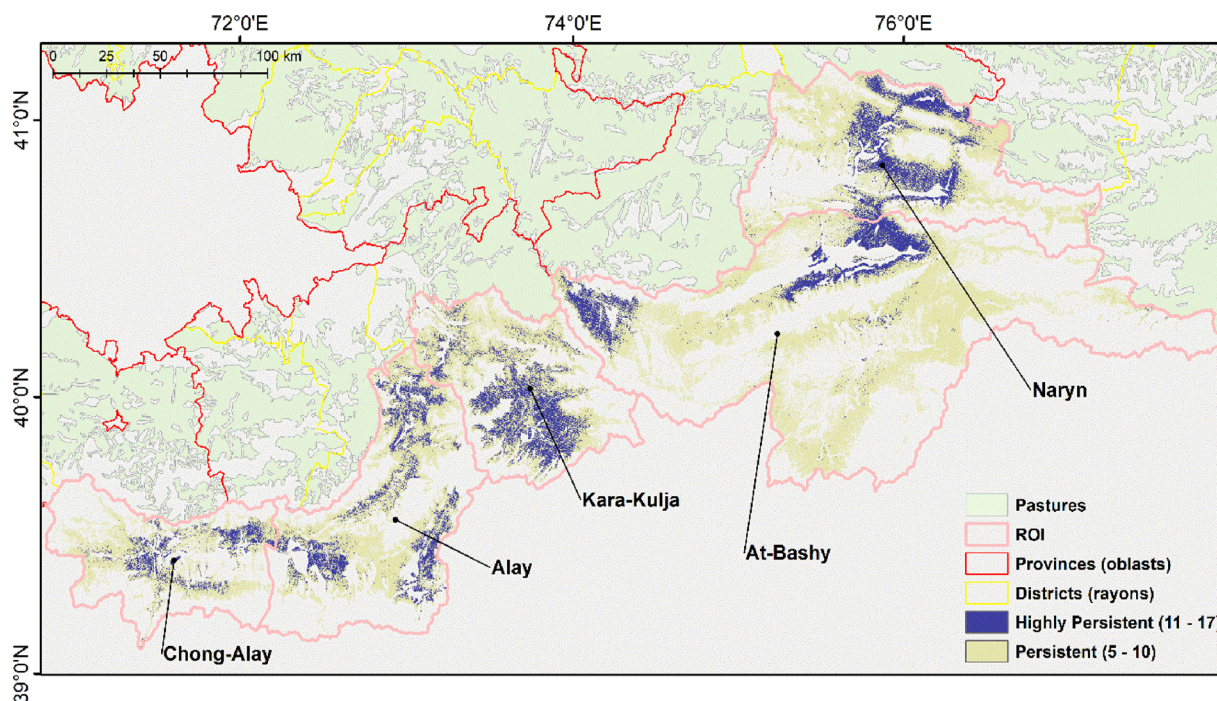 72°0'E 74°0'E 76°0'E
0 25 50 100 km
41°0'N
40°0'N
39°0'N
Naryn
Kara-Kulja
At-Bashy
Alay
Chong-Alay
Pastures
ROI
Provinces (oblasts)
Districts (rayons)
Highly Persistent (11 - 17)
Persistent (5 - 10)